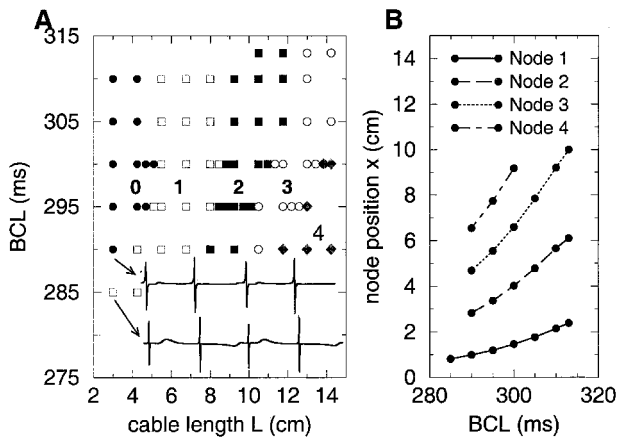 A
315
305
295
285
275
BCL (ms)
0 1 2 3
4
2 4 6 8 10 12 14
cable length L (cm)
B
14
12
10
8
6
4
2
0
node position x (cm)
Node 1
Node 2
Node 3
Node 4
280 300 320
BCL (ms)